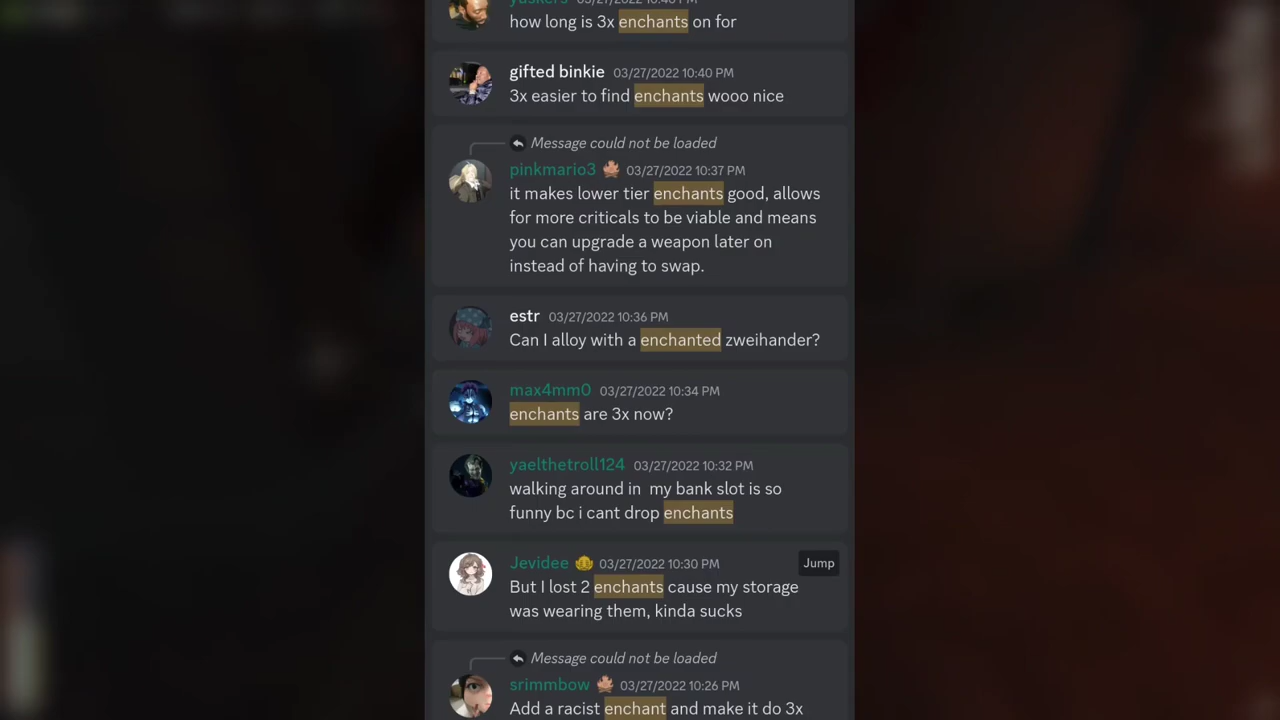 yuskers 03/27/2022 10:40 PM
how long is 3x enchants on for
gifted binkie 03/27/2022 10:40 PM
3x easier to find enchants wooo nice
Message could not be loaded
pinkmario3 03/27/2022 10:37 PM
it makes lower tier enchants good, allows
for more criticals to be viable and means
you can upgrade a weapon later on
instead of having to swap.
estr 03/27/2022 10:36 PM
Can I alloy with a enchanted zweihander?
max4mm0 03/27/2022 10:34 PM
enchants are 3x now?
yaelthetroll124 03/27/2022 10:32 PM
walking around in my bank slot is so
funny bc i cant drop enchants
Jevidee 03/27/2022 10:30 PM
Jump
But I lost 2 enchants cause my storage
was wearing them, kinda sucks
Message could not be loaded
srimmbow 03/27/2022 10:26 PM
Add a racist enchant and make it do 3x